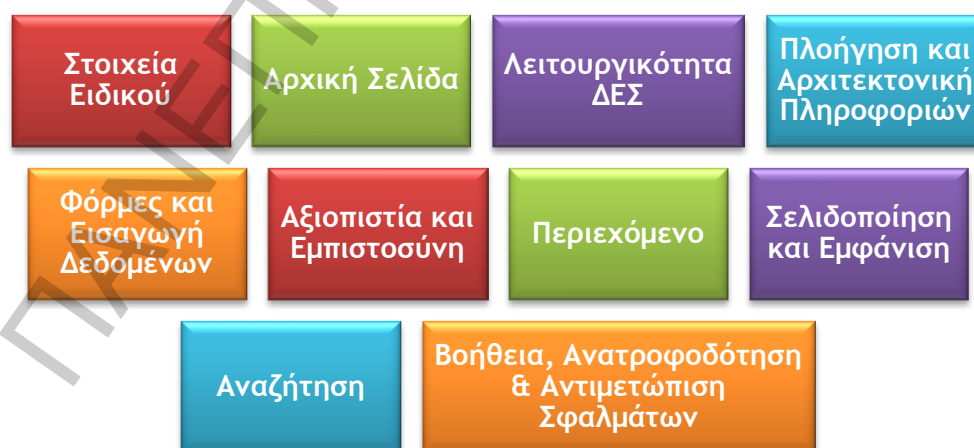 Στοιχεία
Ειδικού
Αρχική Σελίδα
Λειτουργικότητα
ΔΕΣ
Πλοήγηση και
Αρχιτεκτονική
Πληροφοριών
Φόρμες και
Εισαγωγή
Δεδομένων
Αξιοπιστία και
Εμπιστοσύνη
Περιεχόμενο
Σελιδοποίηση
και Εμφάνιση
Αναζήτηση
Βοήθεια, Ανατροφοδότηση
& Αντιμετώπιση
Σφαλμάτων